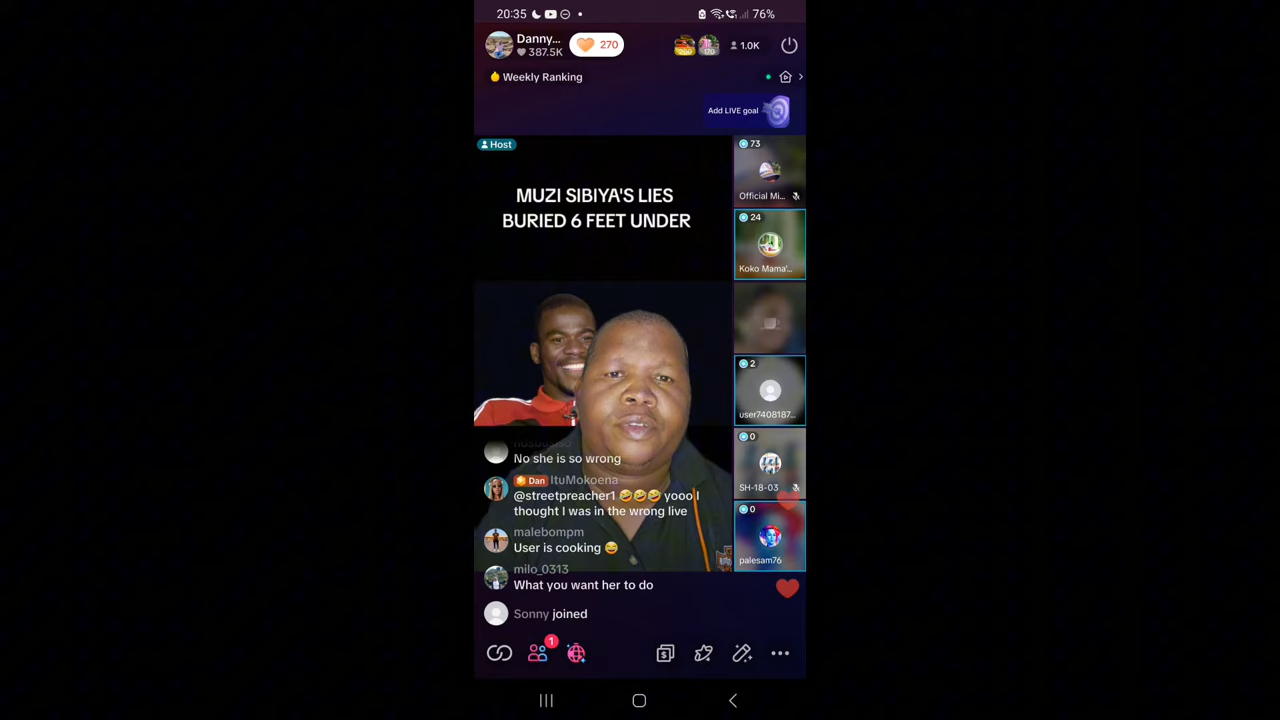 20:35
76%
Danny...
387.5K
270
170
1.0K
Weekly Ranking
Add LIVE goal
Host
MUZI SIBIYA'S LIES
BURIED 6 FEET UNDER
73
Official Mi...
24
Koko Mama'...
2
user7408187...
0
SH-18-03
0
palesam76
No she is so wrong
Dan ItuMokoena
@streetpreacher1 🤣🤣🤣 yooo I
thought I was in the wrong live
malebompm
User is cooking 😅
milo_0313
What you want her to do
Sonny joined
1